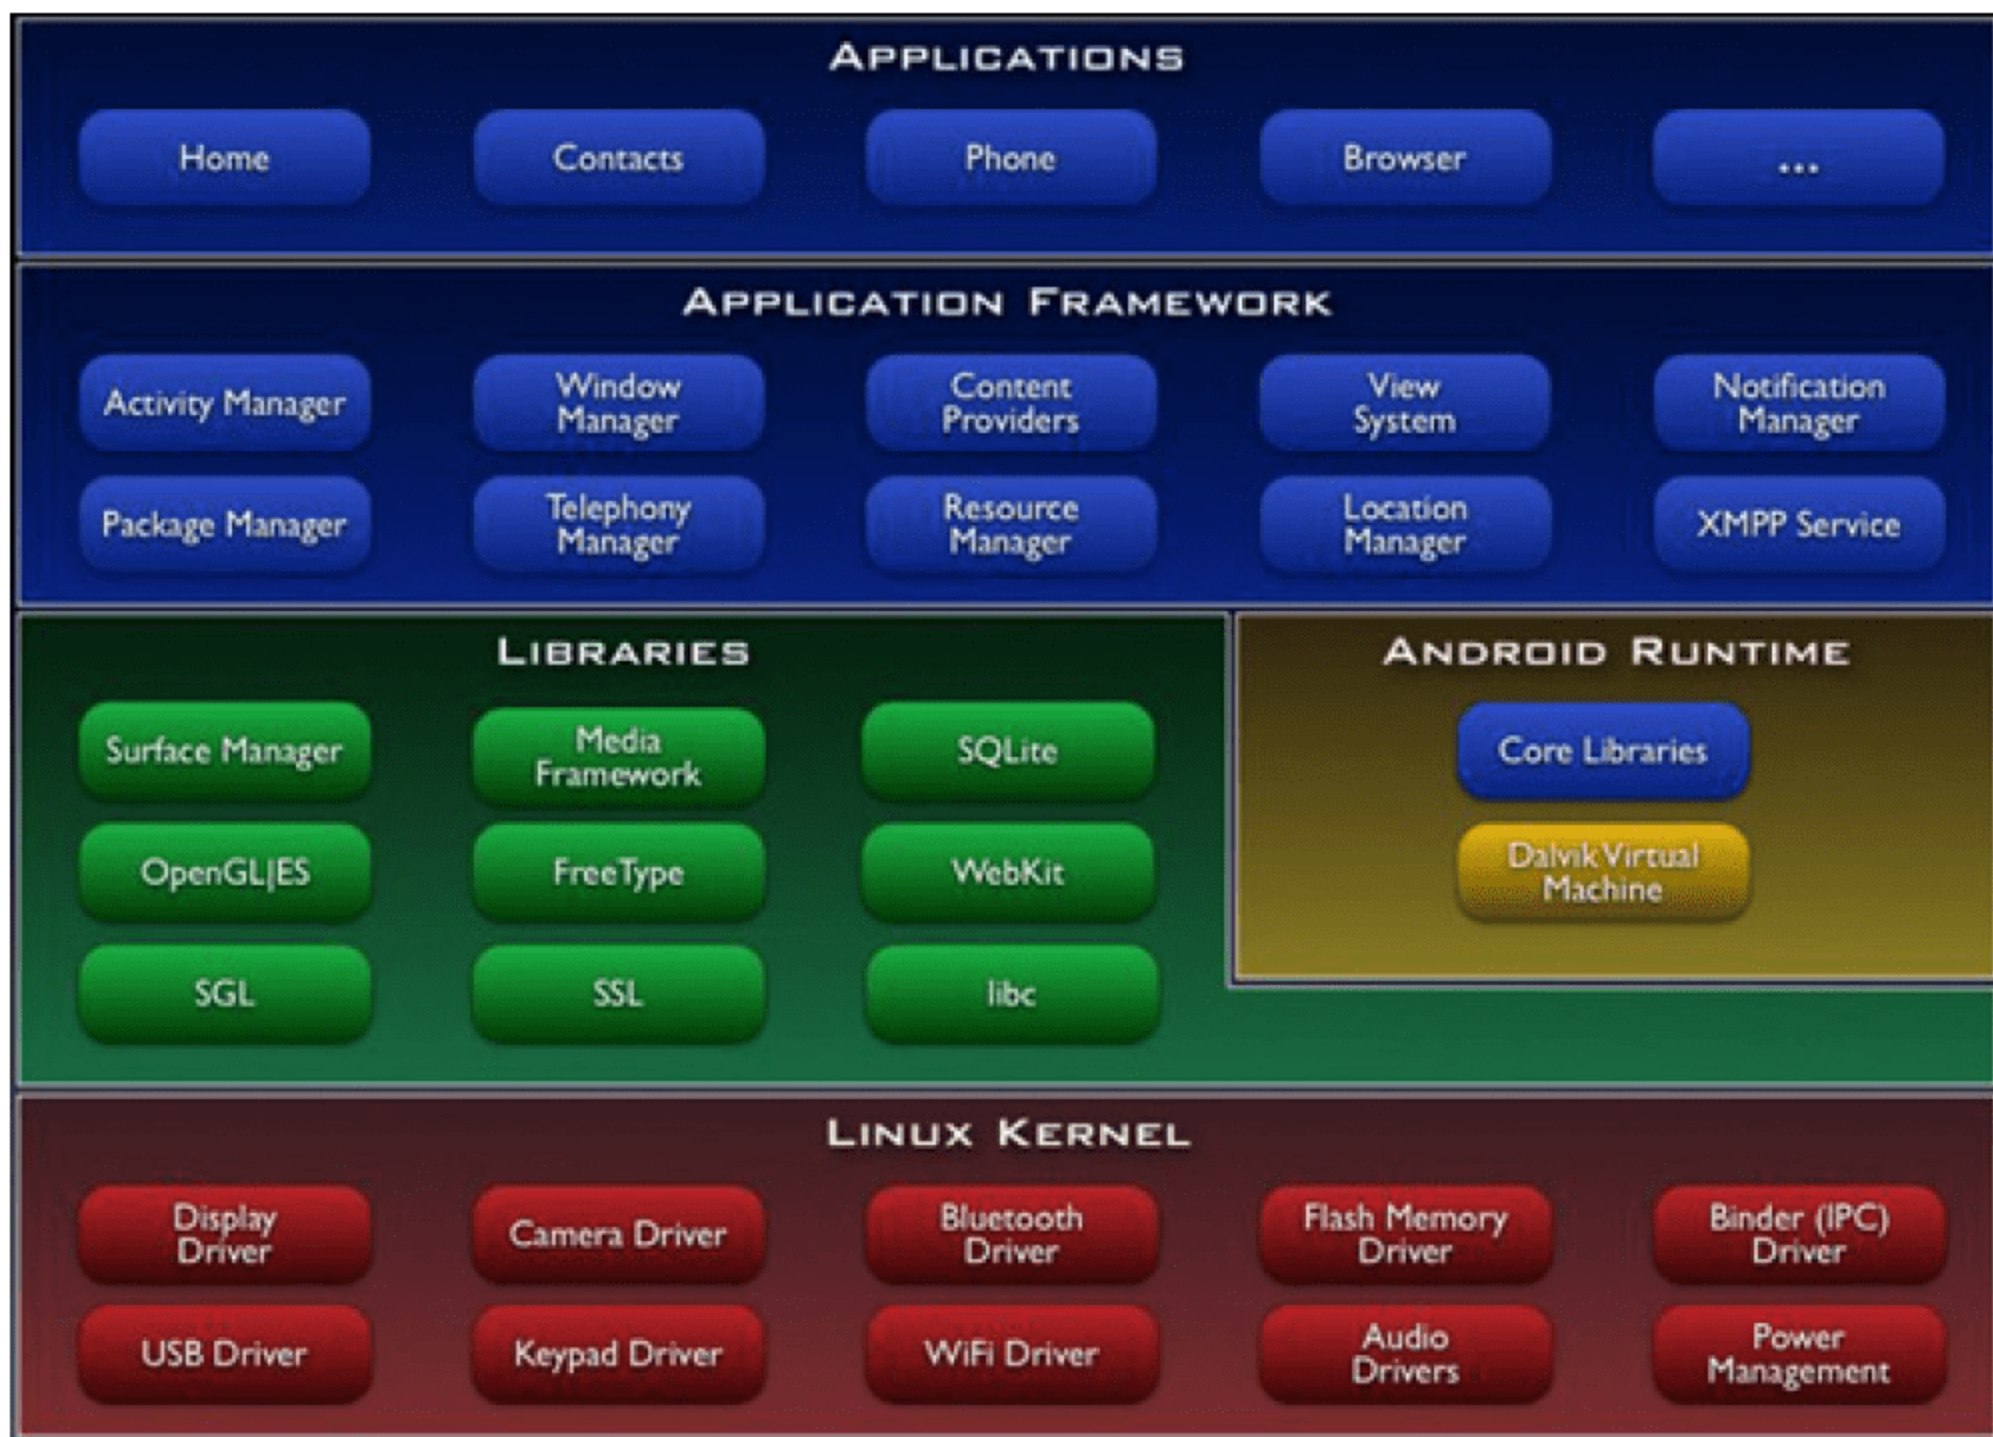 APPLICATIONS
Home
Contacts
Phone
Browser
...
APPLICATION FRAMEWORK
Activity Manager
Window
Manager
Content
Providers
View
System
Notification
Manager
Package Manager
Telephony
Manager
Resource
Manager
Location
Manager
XMPP Service
LIBRARIES
Surface Manager
Media
Framework
SQLite
OpenGL|ES
FreeType
WebKit
SGL
SSL
libc
ANDROID RUNTIME
Core Libraries
Dalvik Virtual
Machine
LINUX KERNEL
Display
Driver
Camera Driver
Bluetooth
Driver
Flash Memory
Driver
Binder (IPC)
Driver
USB Driver
Keypad Driver
WiFi Driver
Audio
Drivers
Power
Management